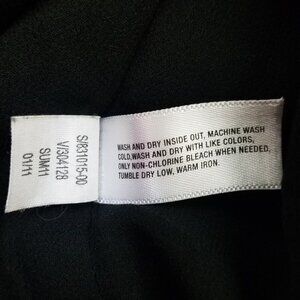 S/831015-00
V/304128
SUM11
01/11
WASH AND DRY INSIDE OUT, MACHINE WASH
COLD,WASH AND DRY WITH LIKE COLORS,
ONLY NON-CHLORINE BLEACH WHEN NEEDED,
TUMBLE DRY LOW, WARM IRON.